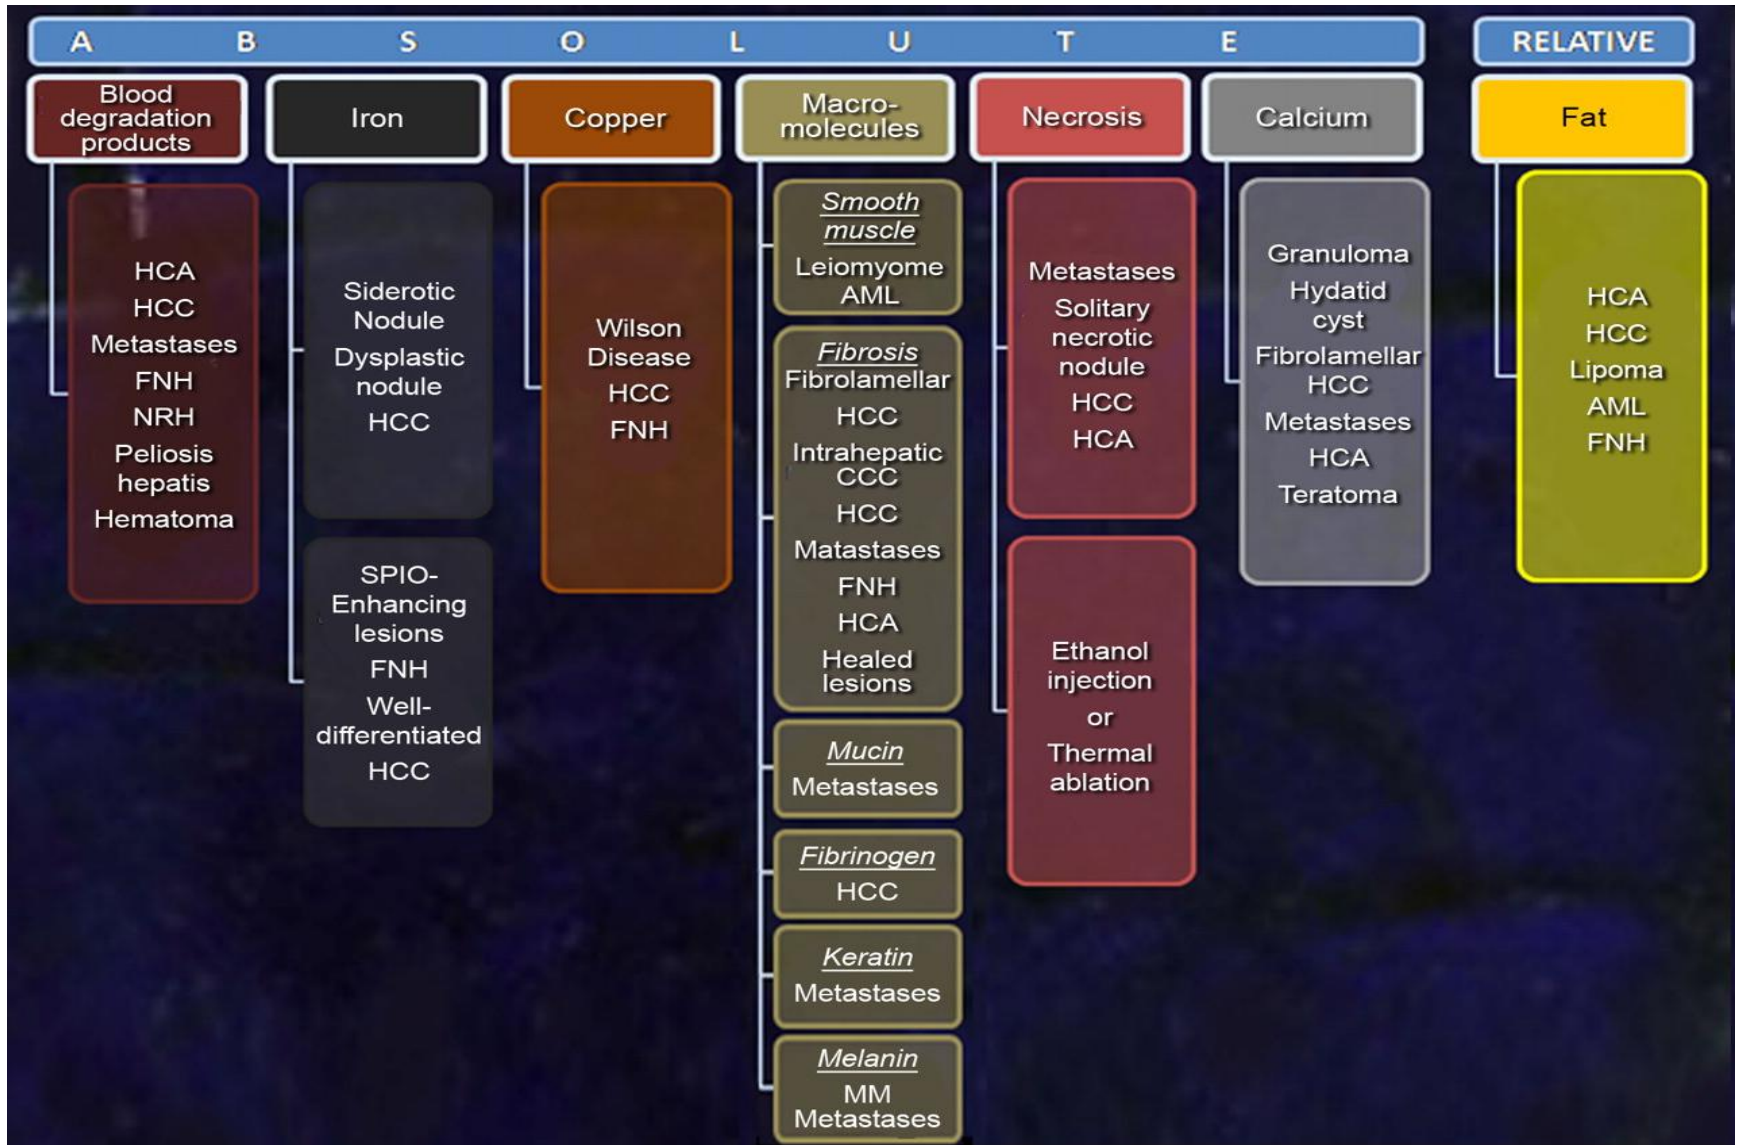 A B S O L U T E
RELATIVE
Blood
degradation
products
HCA
HCC
Metastases
FNH
NRH
Peliosis
hepatis
Hematoma
Iron
Siderotic
Nodule
Dysplastic
nodule
HCC
SPIO-
Enhancing
lesions
FNH
Well-
differentiated
HCC
Copper
Wilson
Disease
HCC
FNH
Macro-
molecules
Smooth
muscle
Leiomyome
AML
Fibrosis
Fibrolamellar
HCC
Intrahepatic
CCC
HCC
Matastases
FNH
HCA
Healed
lesions
Mucin
Metastases
Fibrinogen
HCC
Keratin
Metastases
Melanin
MM
Metastases
Necrosis
Metastases
Solitary
necrotic
nodule
HCC
HCA
Ethanol
injection
or
Thermal
ablation
Calcium
Granuloma
Hydatid
cyst
Fibrolamellar
HCC
Metastases
HCA
Teratoma
Fat
HCA
HCC
Lipoma
AML
FNH